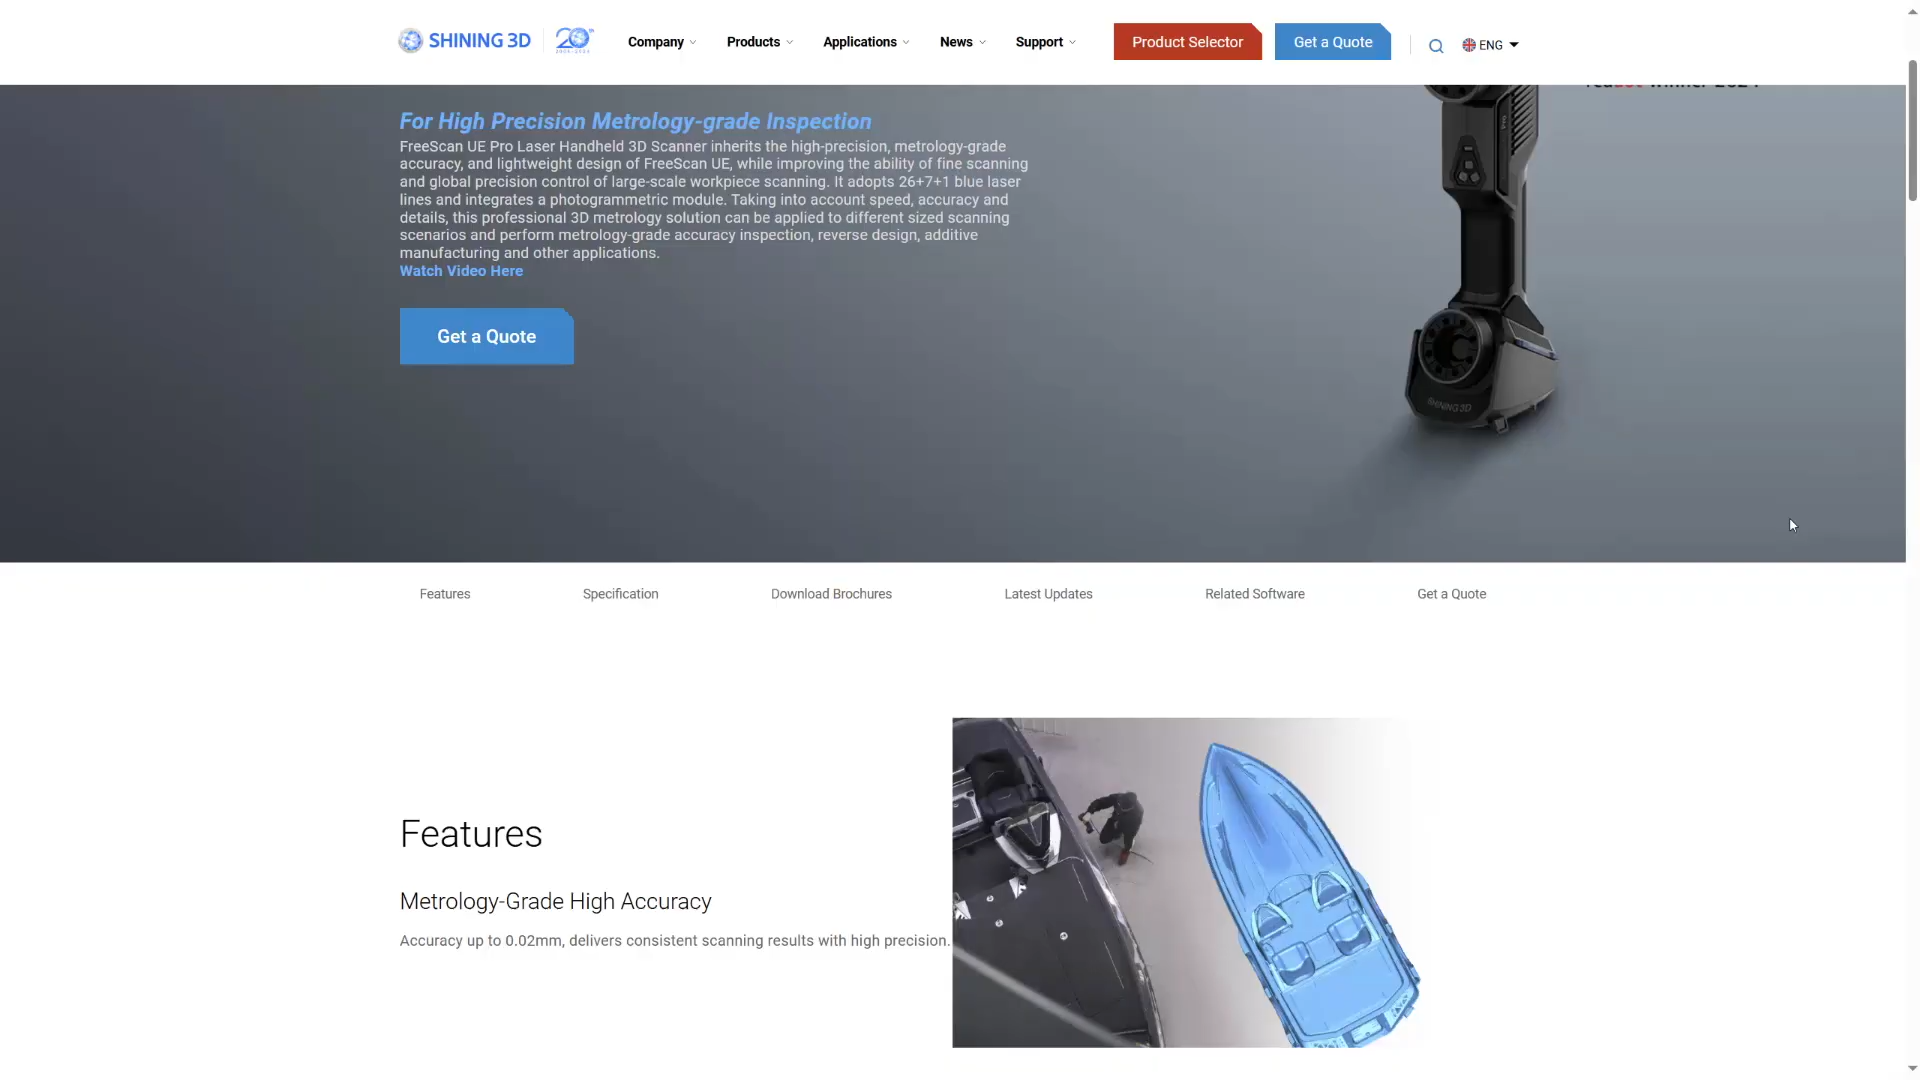 SHINING 3D
20
Company
Products
Applications
News
Support
Product Selector
Get a Quote
ENG
For High Precision Metrology-grade Inspection
FreeScan UE Pro Laser Handheld 3D Scanner inherits the high-precision, metrology-grade
accuracy, and lightweight design of FreeScan UE, while improving the ability of fine scanning
and global precision control of large-scale workpiece scanning. It adopts 26+7+1 blue laser
lines and integrates a photogrammetric module. Taking into account speed, accuracy and
details, this professional 3D metrology solution can be applied to different sized scanning
scenarios and perform metrology-grade accuracy inspection, reverse design, additive
manufacturing and other applications.
Watch Video Here
Get a Quote
SHINING 3D
Features
Specification
Download Brochures
Latest Updates
Related Software
Get a Quote
Features
Metrology-Grade High Accuracy
Accuracy up to 0.02mm, delivers consistent scanning results with high precision.